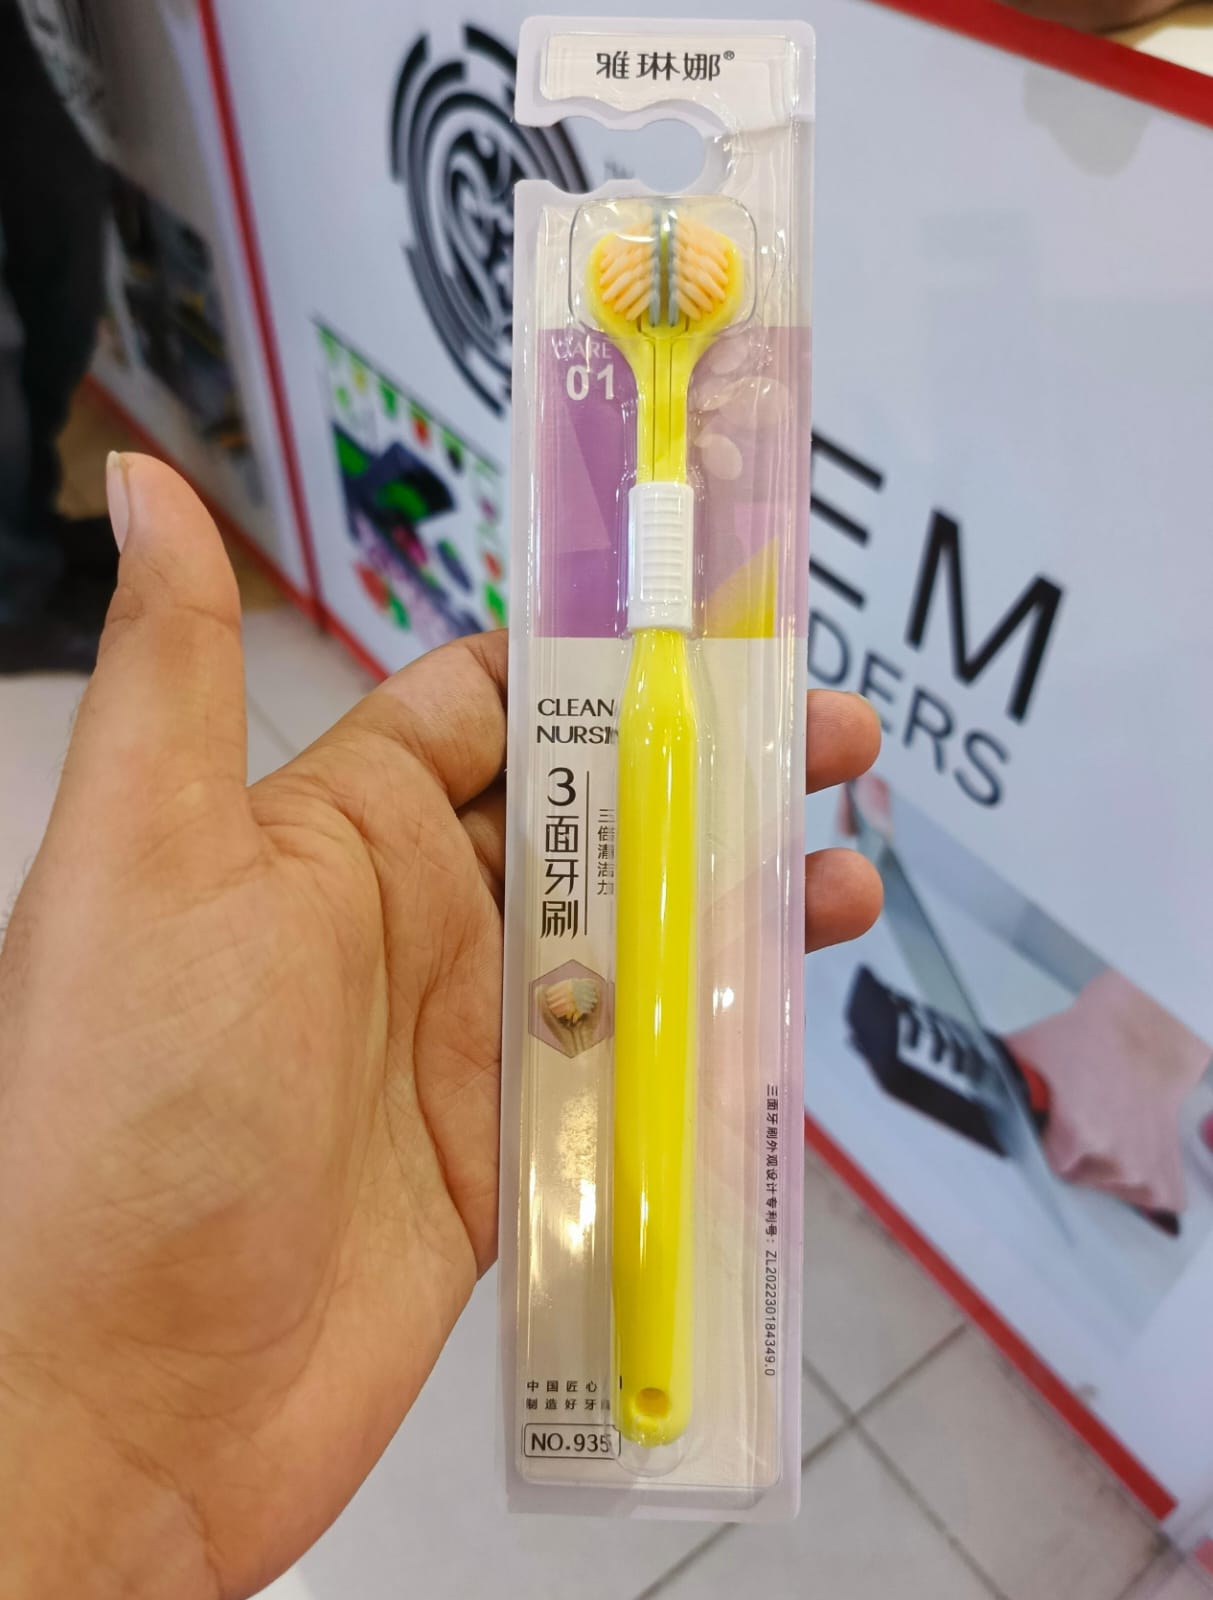 雅琳娜®
CARE
01
CLEAN
NURSIN
3面牙刷
三倍清洁力
三面牙刷外观设计专利号：ZL202230184349.0
中国匠心
制造好牙
NO.935
EM
DERS